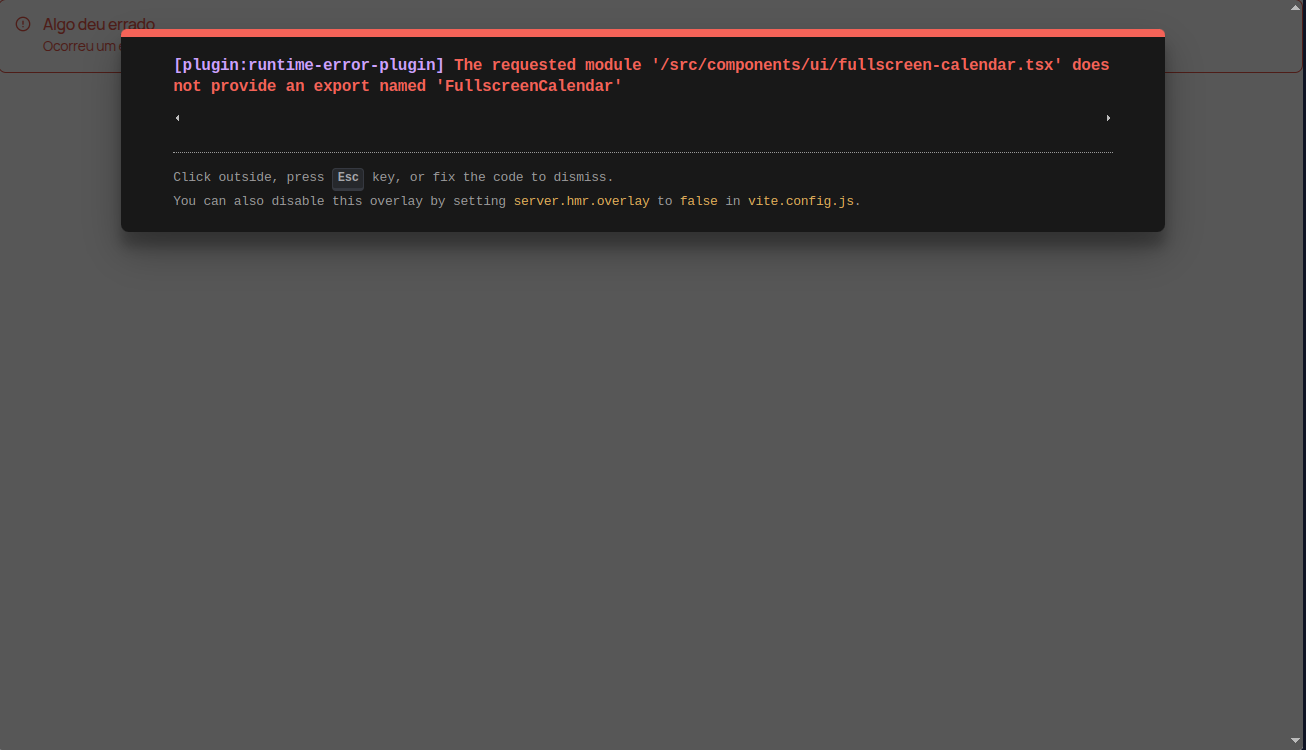 Algo deu errado
Ocorreu um
[plugin:runtime-error-plugin] The requested module '/src/components/ui/fullscreen-calendar.tsx' does
not provide an export named 'FullscreenCalendar'
Click outside, press Esc key, or fix the code to dismiss.
You can also disable this overlay by setting server.hmr.overlay to false in vite.config.js.